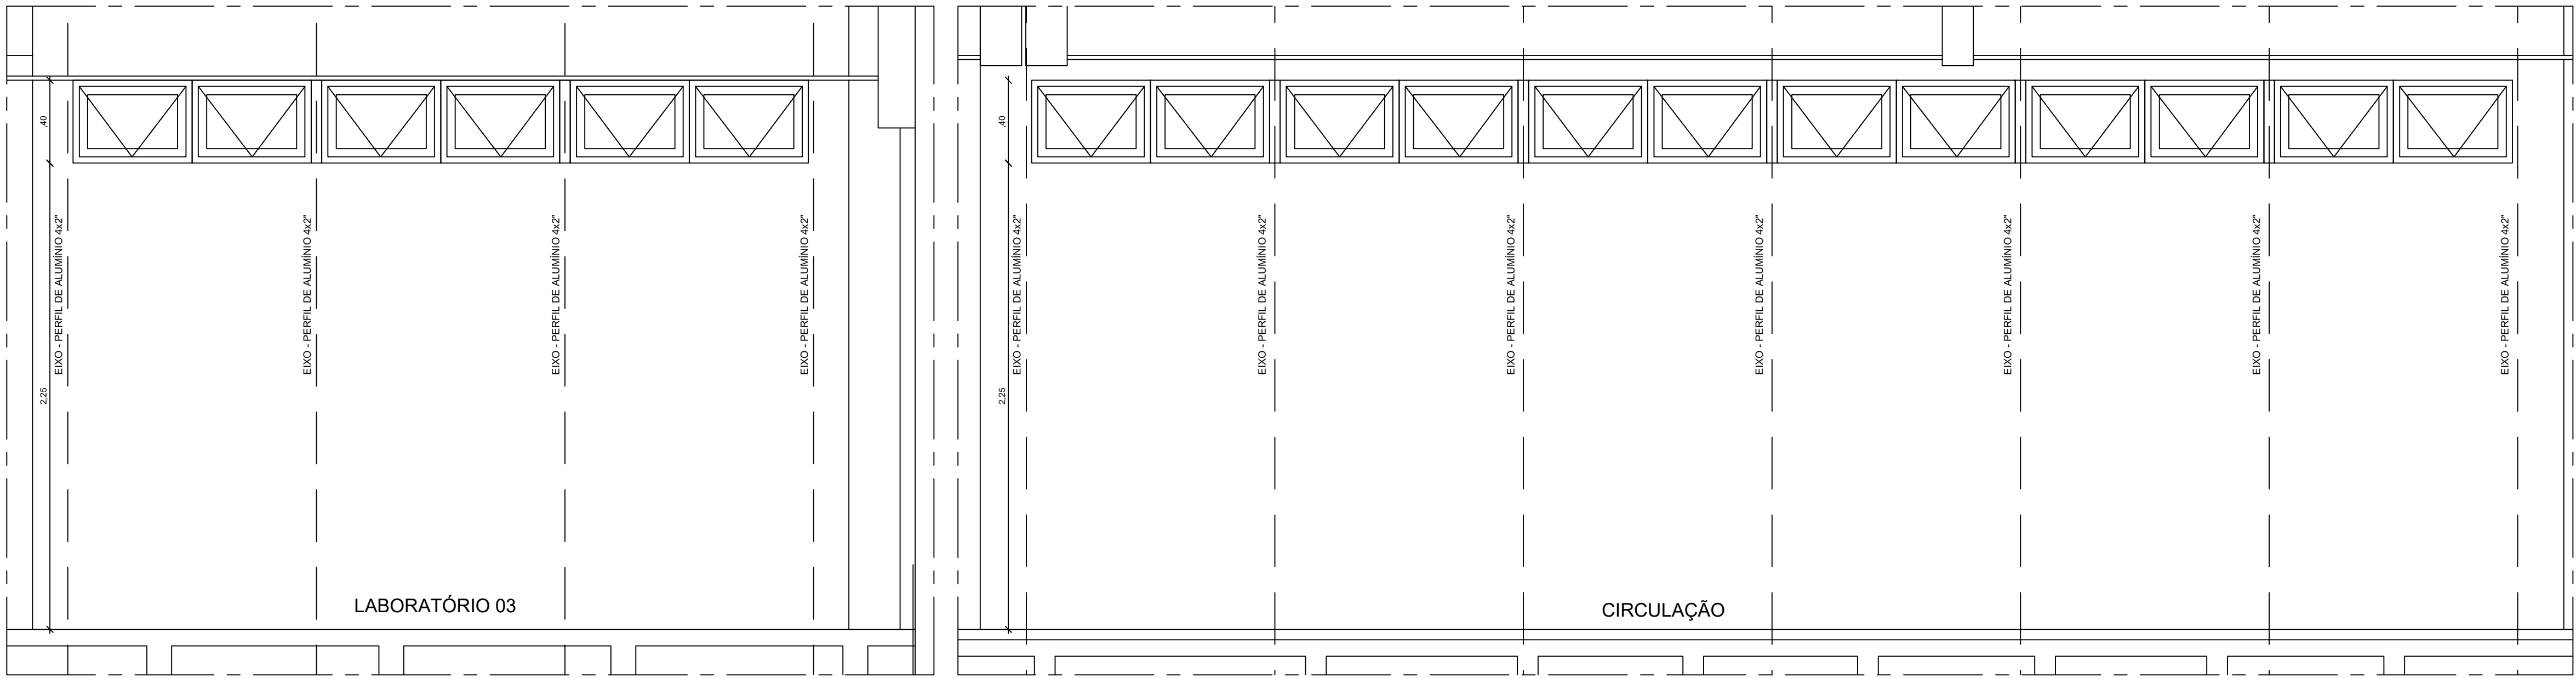 ,40
2,25
EIXO - PERFIL DE ALUMÍNIO 4x2"
EIXO - PERFIL DE ALUMÍNIO 4x2"
EIXO - PERFIL DE ALUMÍNIO 4x2"
EIXO - PERFIL DE ALUMÍNIO 4x2"
LABORATÓRIO 03
,40
2,25
EIXO - PERFIL DE ALUMÍNIO 4x2"
EIXO - PERFIL DE ALUMÍNIO 4x2"
EIXO - PERFIL DE ALUMÍNIO 4x2"
EIXO - PERFIL DE ALUMÍNIO 4x2"
EIXO - PERFIL DE ALUMÍNIO 4x2"
EIXO - PERFIL DE ALUMÍNIO 4x2"
EIXO - PERFIL DE ALUMÍNIO 4x2"
CIRCULAÇÃO